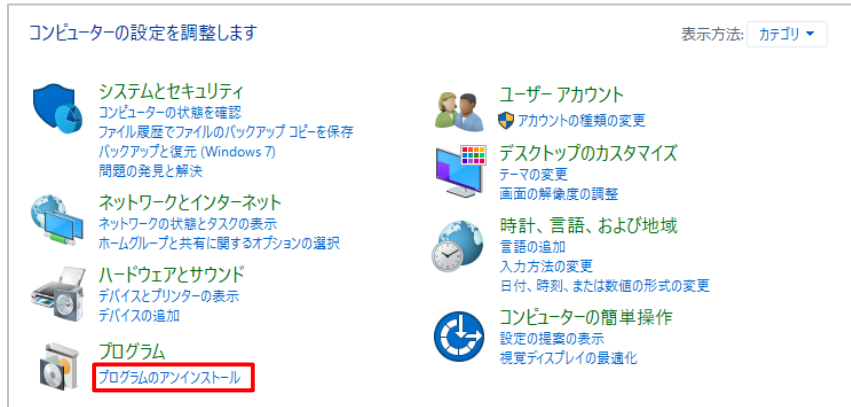 コンピューターの設定を調整します
表示方法: カテゴリ
システムとセキュリティ
コンピューターの状態を確認
ファイル履歴でファイルのバックアップ コピーを保存
バックアップと復元 (Windows 7)
問題の発見と解決
ネットワークとインターネット
ネットワークの状態とタスクの表示
ホームグループと共有に関するオプションの選択
ハードウェアとサウンド
デバイスとプリンターの表示
デバイスの追加
プログラム
プログラムのアンインストール
ユーザー アカウント
アカウントの種類の変更
デスクトップのカスタマイズ
テーマの変更
画面の解像度の調整
時計、言語、および地域
言語の追加
入力方法の変更
日付、時刻、または数値の形式の変更
コンピューターの簡単操作
設定の提案の表示
視覚ディスプレイの最適化